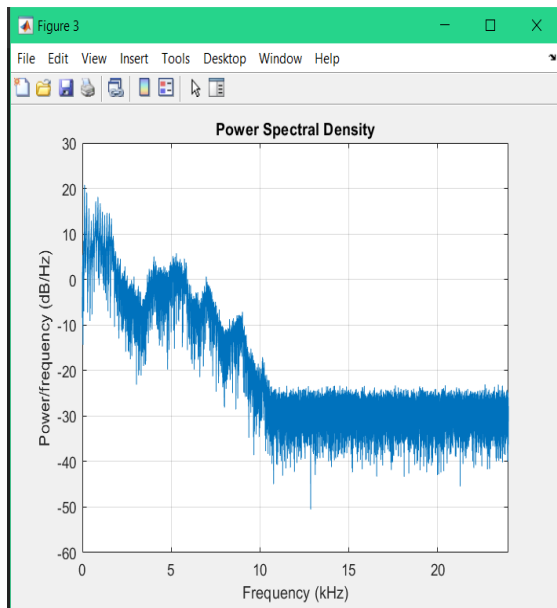 Figure 3
File Edit View Insert Tools Desktop Window Help
Power Spectral Density
30
20
10
0
-10
-20
-30
-40
-50
-60
Power/frequency (dB/Hz)
0 5 10 15 20
Frequency (kHz)